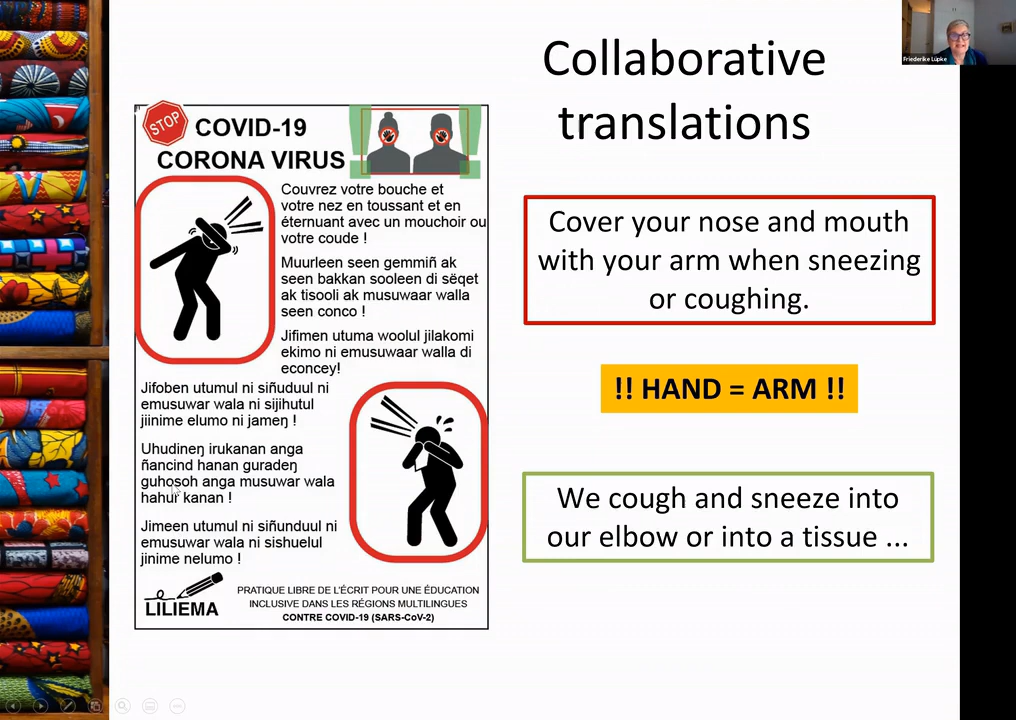 Collaborative
translations
Friederike Lüpke
STOP
COVID-19
CORONA VIRUS
Couvrez votre bouche et
votre nez en toussant et en
éternuant avec un mouchoir ou
votre coude !
Muurleen seen gemmiñ ak
seen bakkan sooleen di sëqet
ak tisooli ak musuwaar walla
seen conco !
Jifimen utuma woolul jilakomi
ekimo ni emusuwaar walla di
econcey!
Jifoben utumul ni siñuduul ni
emusuwar wala ni sijihutul
jiinime elumo ni jameŋ !
Uhudineŋ irukanan anga
ñancind hanan guradeŋ
guhosoh anga musuwar wala
hahur kanan !
Jimeen utumul ni siñunduul ni
emusuwar wala ni sishuelul
jinime nelumo !
LILIEMA
PRATIQUE LIBRE DE L'ÉCRIT POUR UNE ÉDUCATION
INCLUSIVE DANS LES RÉGIONS MULTILINGUES
CONTRE COVID-19 (SARS-CoV-2)
Cover your nose and mouth
with your arm when sneezing
or coughing.
!! HAND = ARM !!
We cough and sneeze into
our elbow or into a tissue ...